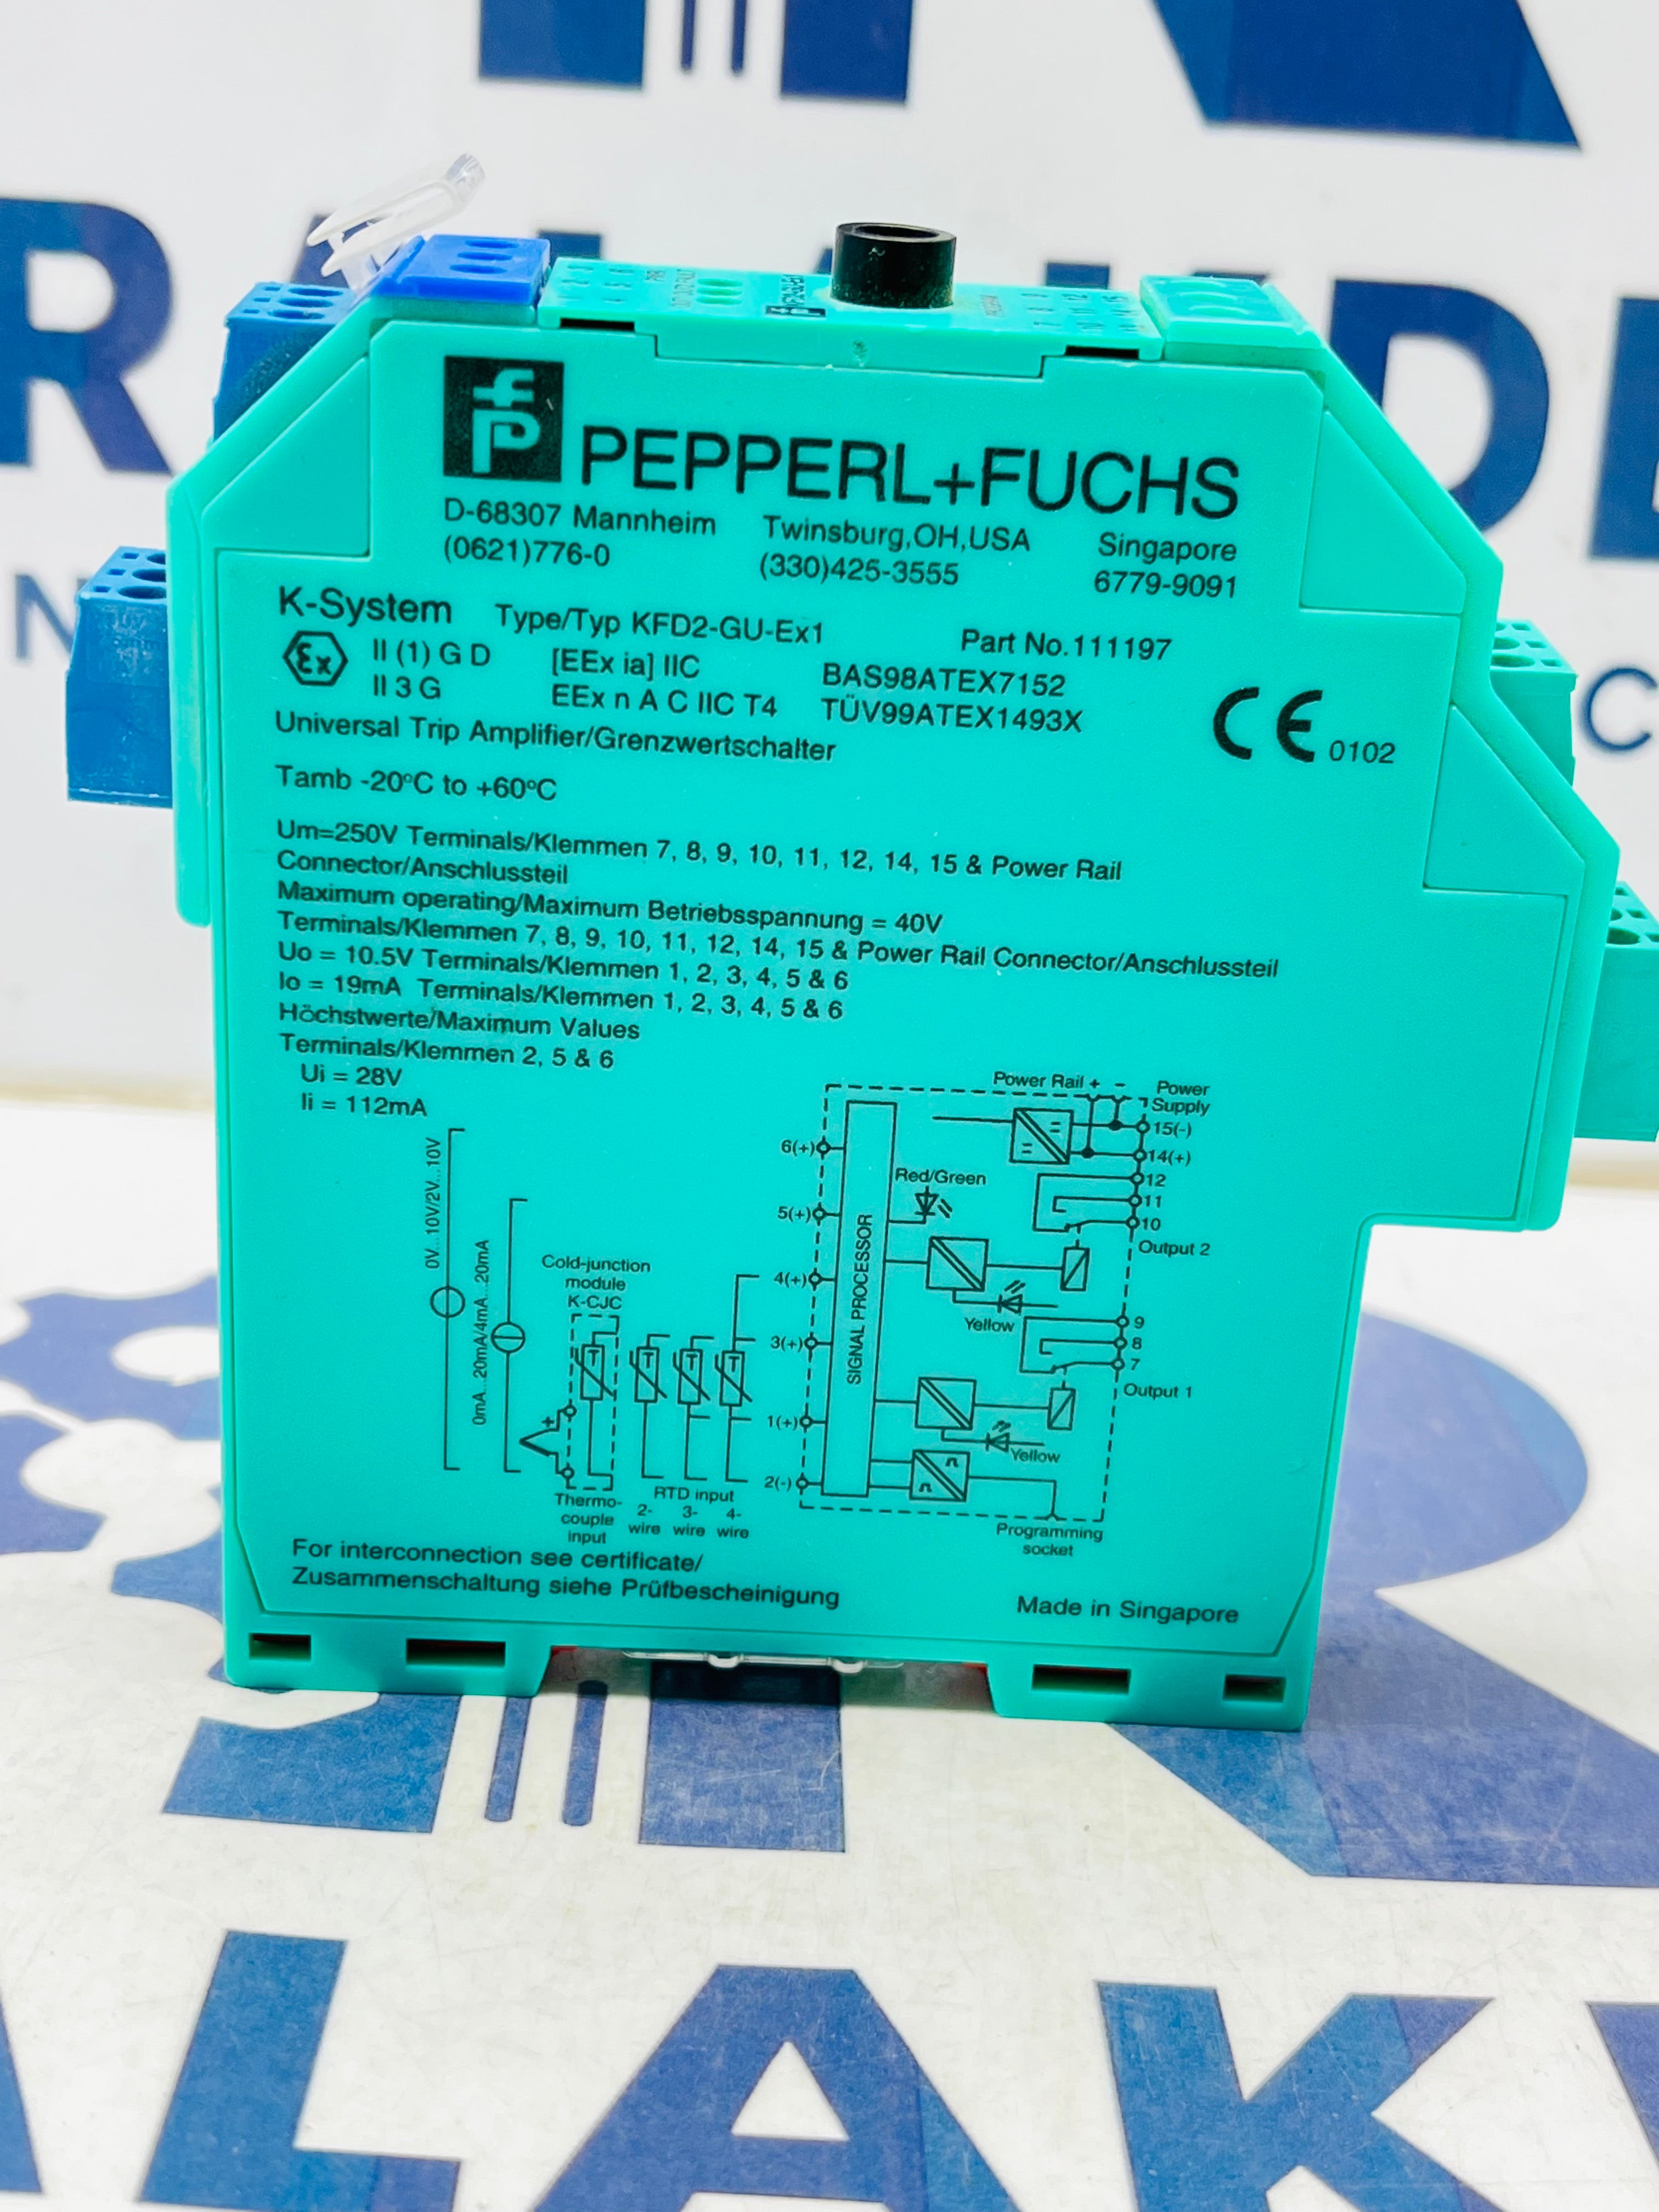 PEPPERL+FUCHS
D-68307 Mannheim Twinsburg,OH,USA Singapore
(0621)776-0 (330)425-3555 6779-9091
K-System Type/Typ KFD2-GU-Ex1 Part No.111197
Ex II (1) G D [EEx ia] IIC BAS98ATEX7152
II 3 G EEx n A C IIC T4 TÜV99ATEX1493X
CE 0102
Universal Trip Amplifier/Grenzwertschalter
Tamb -20°C to +60°C
Um=250V Terminals/Klemmen 7, 8, 9, 10, 11, 12, 14, 15 & Power Rail
Connector/Anschlussteil
Maximum operating/Maximum Betriebsspannung = 40V
Terminals/Klemmen 7, 8, 9, 10, 11, 12, 14, 15 & Power Rail Connector/Anschlussteil
Uo = 10.5V Terminals/Klemmen 1, 2, 3, 4, 5 & 6
Io = 19mA Terminals/Klemmen 1, 2, 3, 4, 5 & 6
Höchstwerte/Maximum Values
Terminals/Klemmen 2, 5 & 6
Ui = 28V
Ii = 112mA
0V...10V/2V...10V
0mA...20mA/4mA...20mA
Cold-junction
module
K-CJC
Thermo-
couple
input
RTD input
2- 3- 4-
wire wire wire
6(+)
5(+)
4(+)
3(+)
1(+)
2(-)
SIGNAL PROCESSOR
Power Rail + -
Power
Supply
15(-)
14(+)
12
11
10
Output 2
Red/Green
Yellow
9
8
7
Output 1
Yellow
Programming
socket
For interconnection see certificate/
Zusammenschaltung siehe Prüfbescheinigung
Made in Singapore